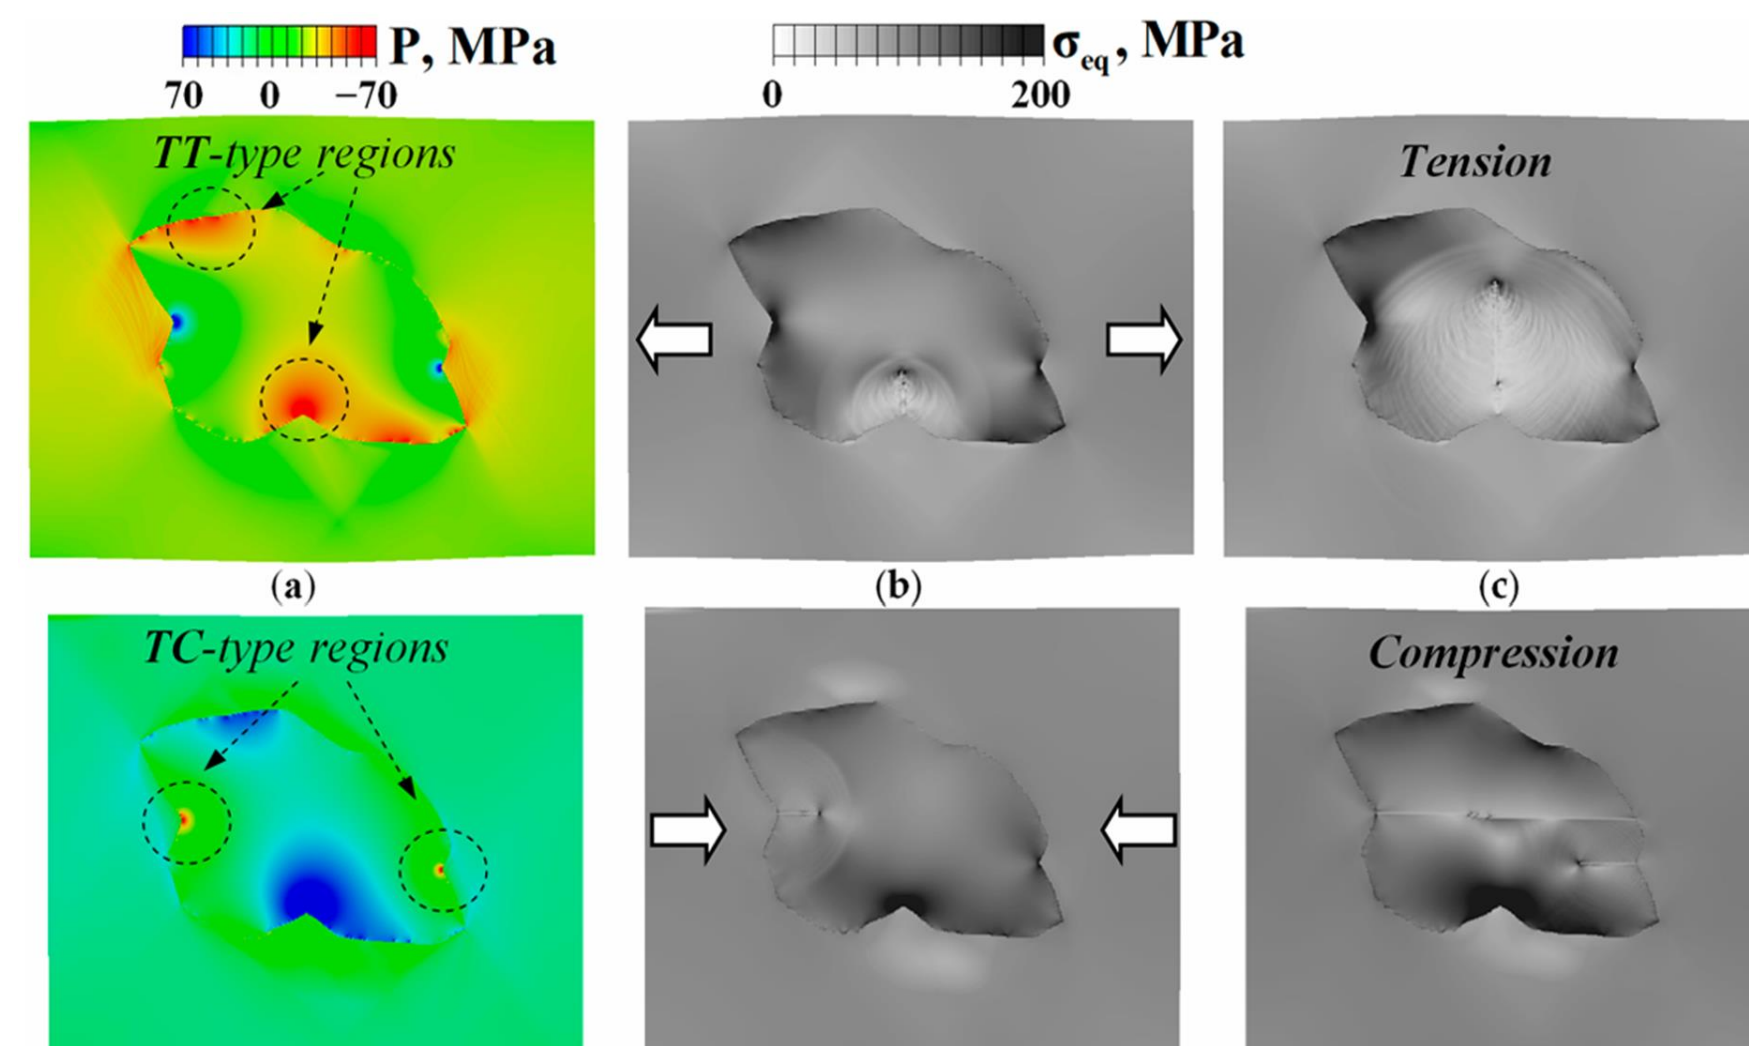 P, MPa
70 0 −70
σeq, MPa
0 200
TT-type regions
Tension
(a) (b) (c)
TC-type regions
Compression